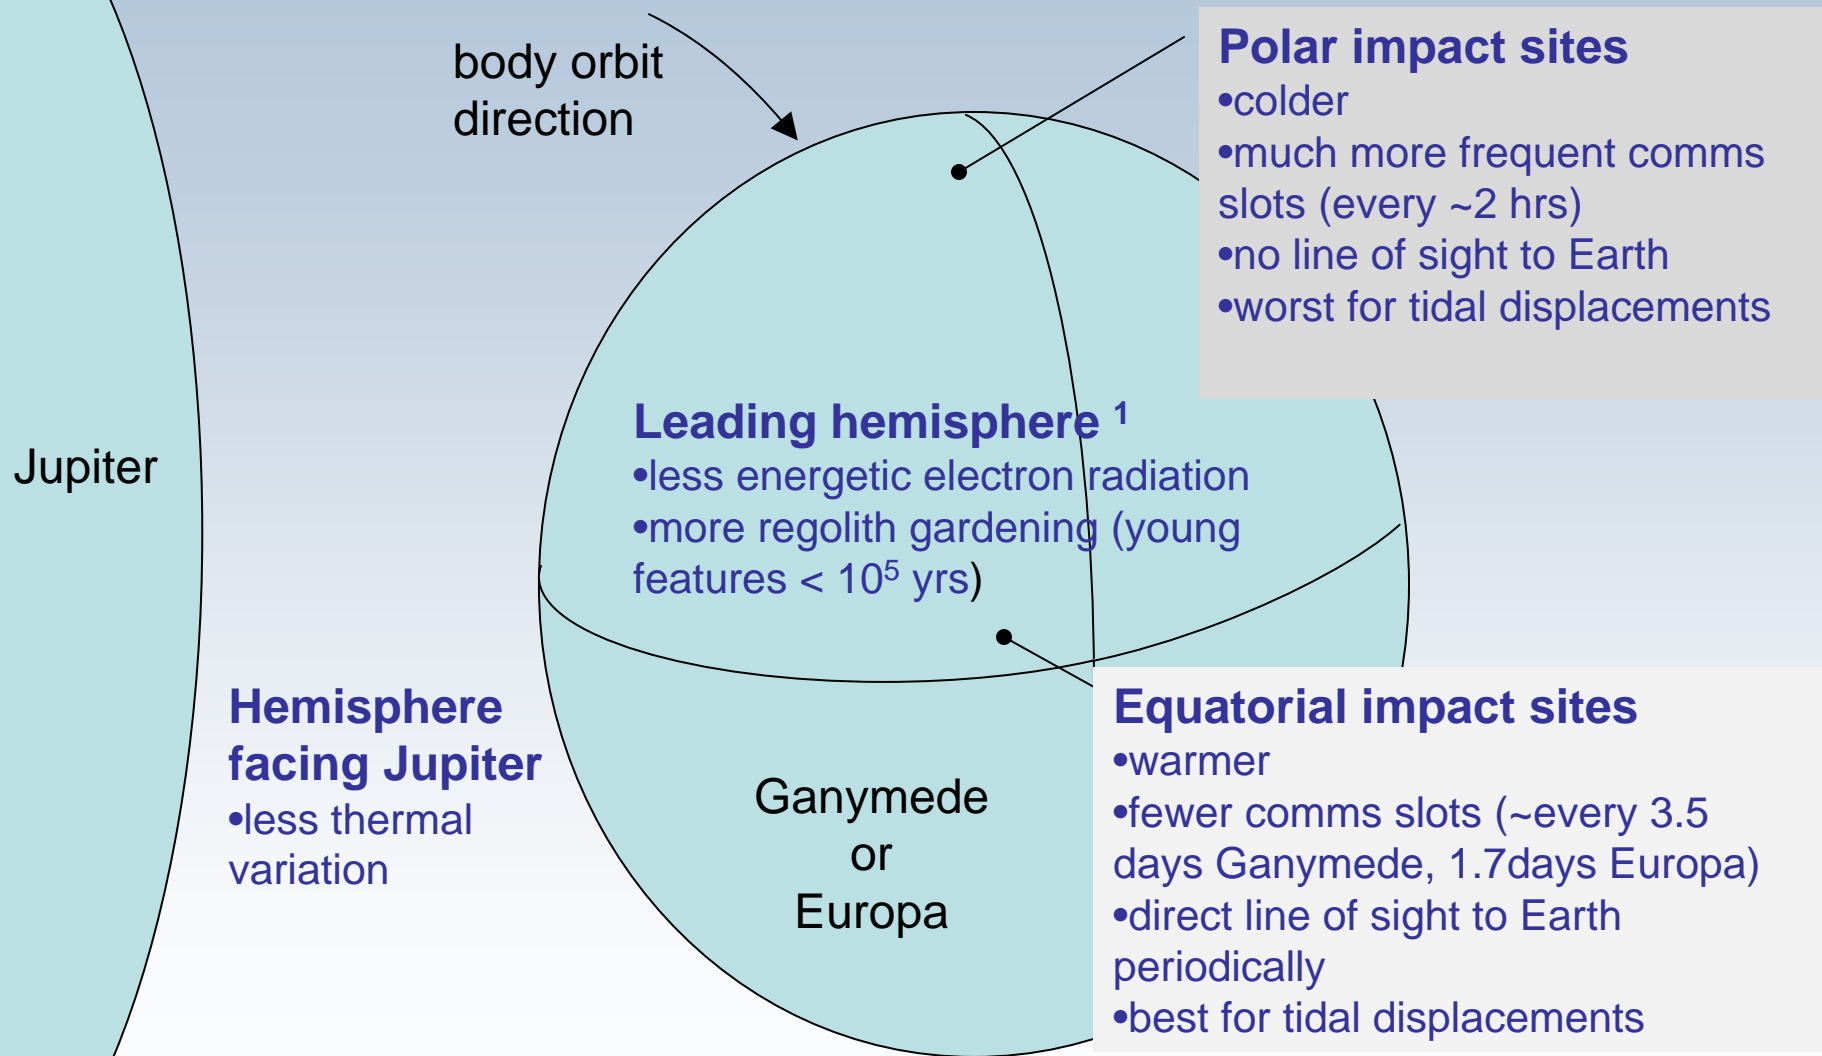 body orbit
direction
Polar impact sites
•colder
•much more frequent comms
slots (every ~2 hrs)
•no line of sight to Earth
•worst for tidal displacements
Jupiter
Leading hemisphere ¹
•less energetic electron radiation
•more regolith gardening (young
features < 10⁵ yrs)
Hemisphere
facing Jupiter
•less thermal
variation
Ganymede
or
Europa
Equatorial impact sites
•warmer
•fewer comms slots (~every 3.5
days Ganymede, 1.7days Europa)
•direct line of sight to Earth
periodically
•best for tidal displacements